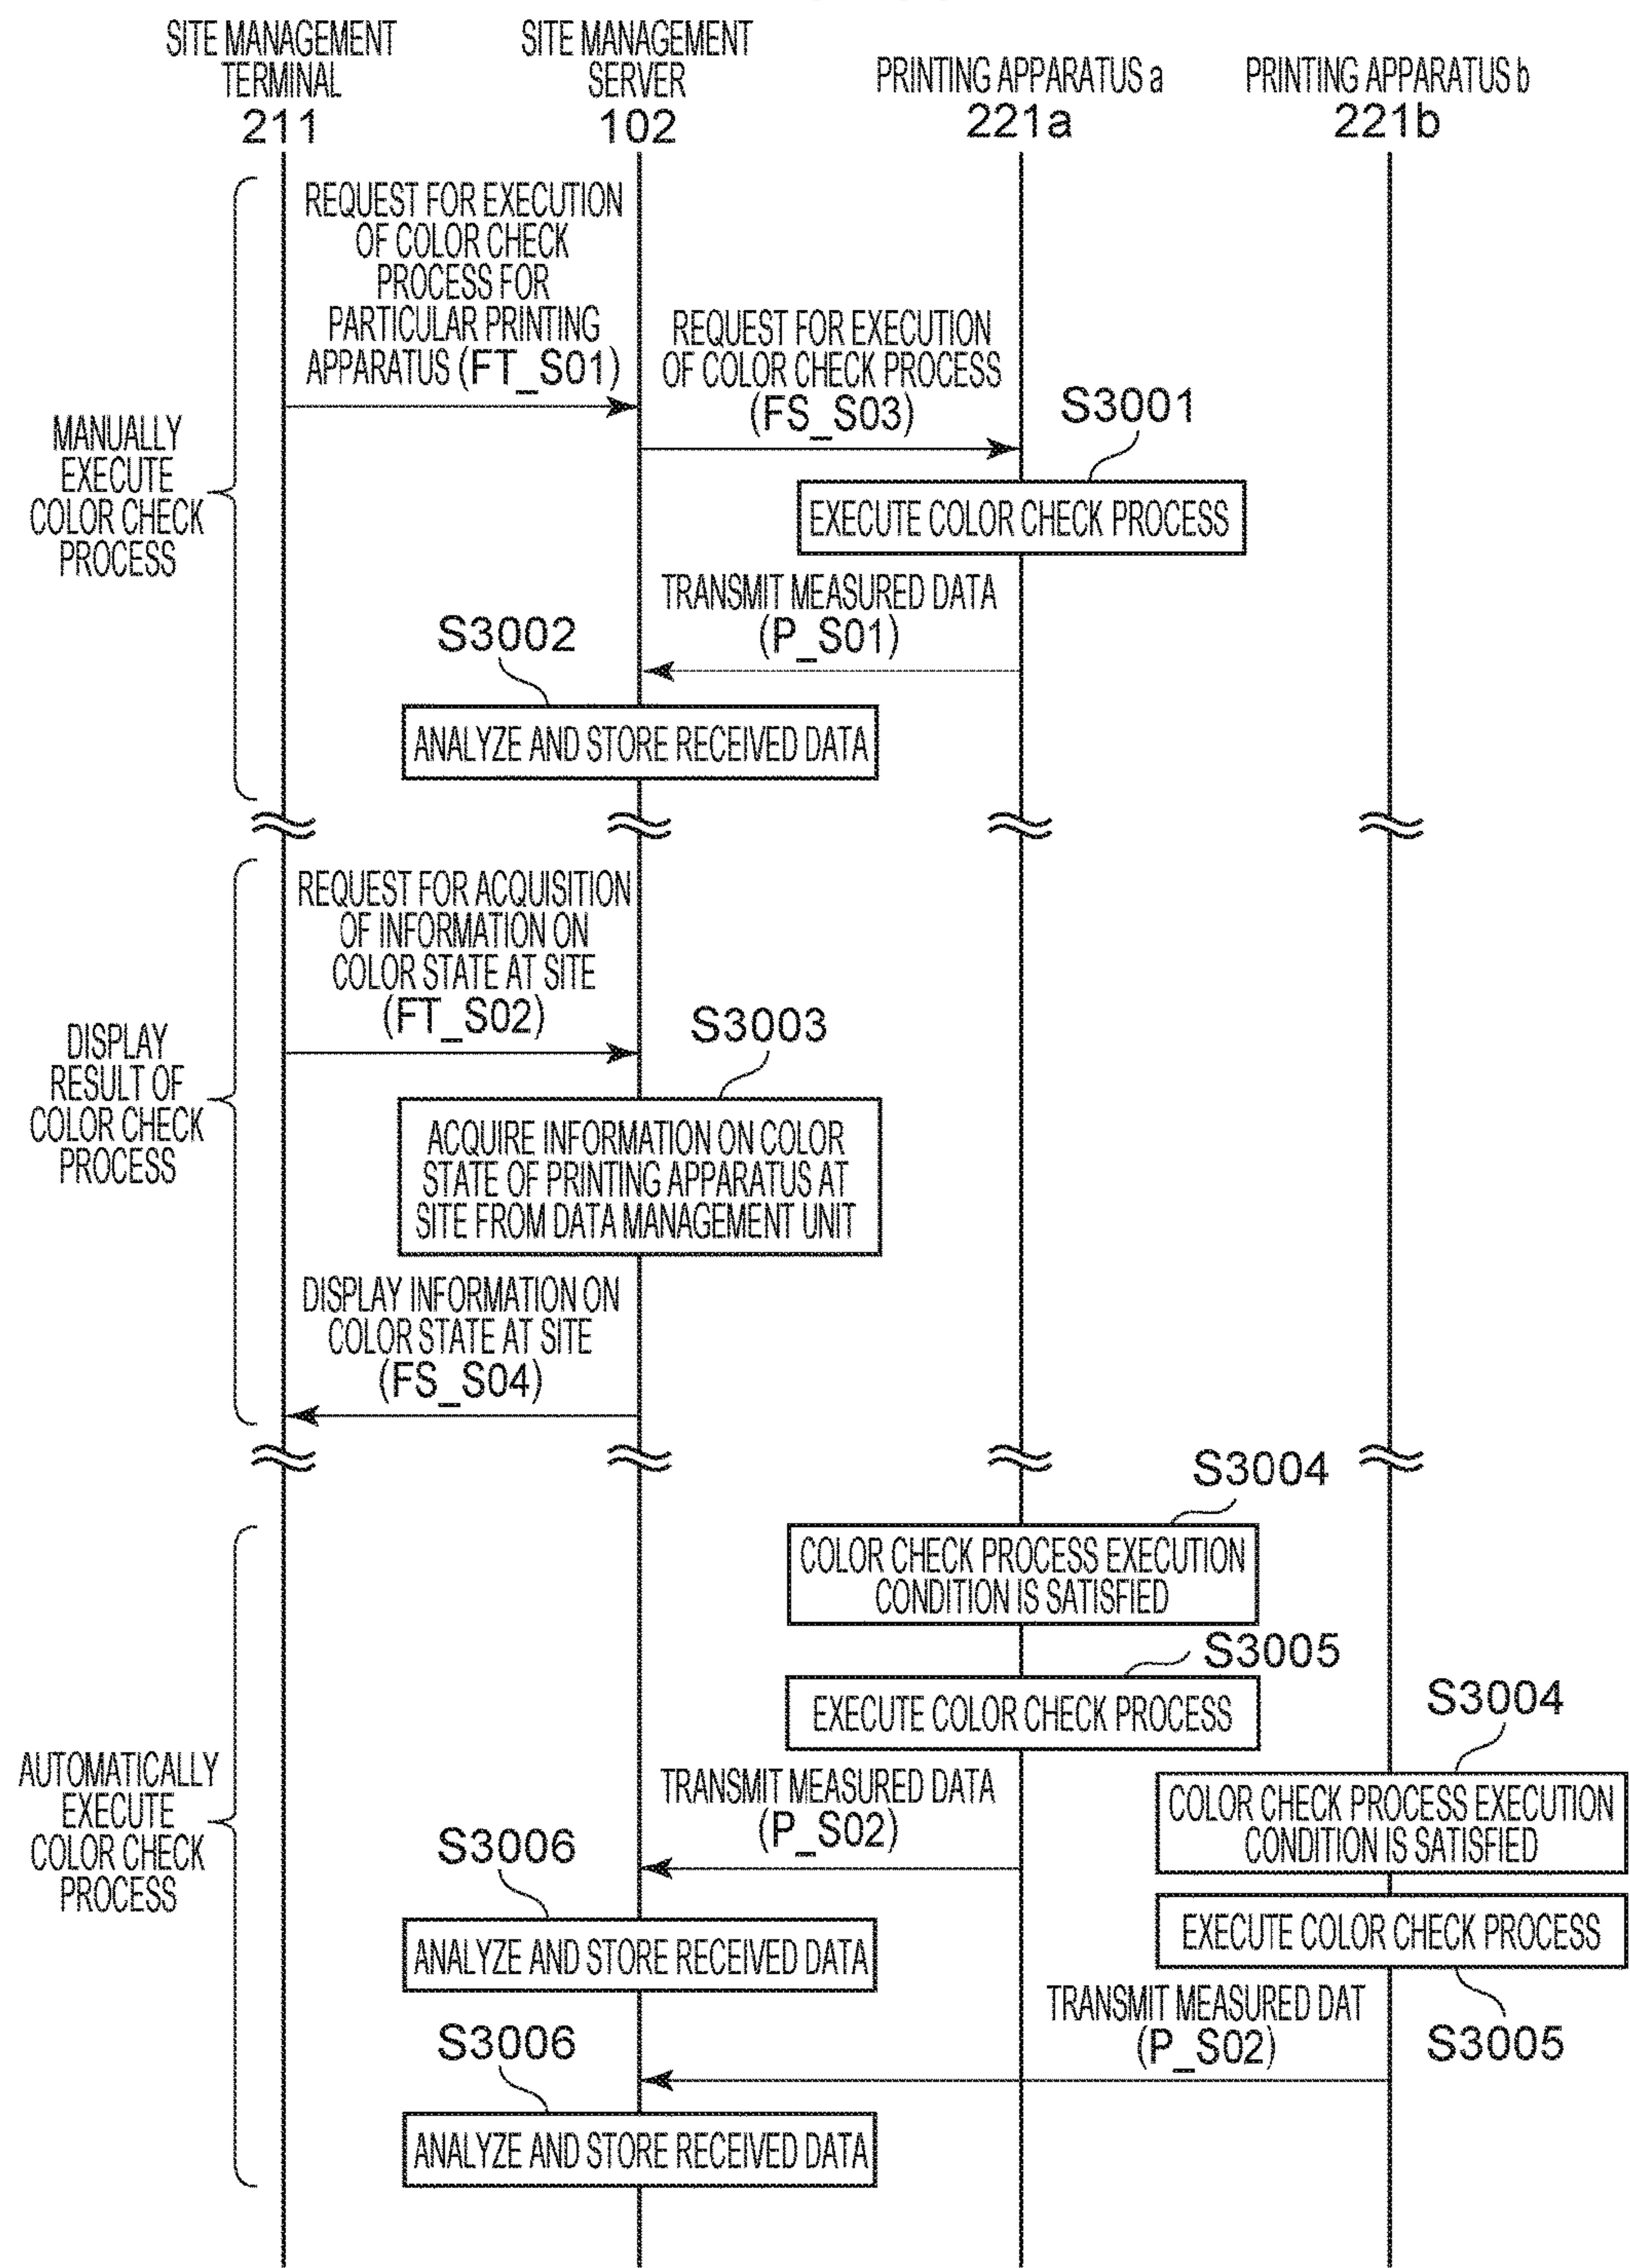 SITE MANAGEMENT
TERMINAL
211
SITE MANAGEMENT
SERVER
102
PRINTING APPARATUS a
221a
PRINTING APPARATUS b
221b
MANUALLY
EXECUTE
COLOR CHECK
PROCESS
REQUEST FOR EXECUTION
OF COLOR CHECK
PROCESS FOR
PARTICULAR PRINTING
APPARATUS (FT_S01)
REQUEST FOR EXECUTION
OF COLOR CHECK PROCESS
(FS_S03)
S3001
EXECUTE COLOR CHECK PROCESS
TRANSMIT MEASURED DATA
(P_S01)
S3002
ANALYZE AND STORE RECEIVED DATA
DISPLAY
RESULT OF
COLOR CHECK
PROCESS
REQUEST FOR ACQUISITION
OF INFORMATION ON
COLOR STATE AT SITE
(FT_S02)
S3003
ACQUIRE INFORMATION ON COLOR
STATE OF PRINTING APPARATUS AT
SITE FROM DATA MANAGEMENT UNIT
DISPLAY INFORMATION ON
COLOR STATE AT SITE
(FS_S04)
AUTOMATICALLY
EXECUTE
COLOR CHECK
PROCESS
S3004
COLOR CHECK PROCESS EXECUTION
CONDITION IS SATISFIED
S3005
EXECUTE COLOR CHECK PROCESS
S3004
COLOR CHECK PROCESS EXECUTION
CONDITION IS SATISFIED
TRANSMIT MEASURED DATA
(P_S02)
S3006
ANALYZE AND STORE RECEIVED DATA
EXECUTE COLOR CHECK PROCESS
S3005
TRANSMIT MEASURED DAT
(P_S02)
S3006
ANALYZE AND STORE RECEIVED DATA